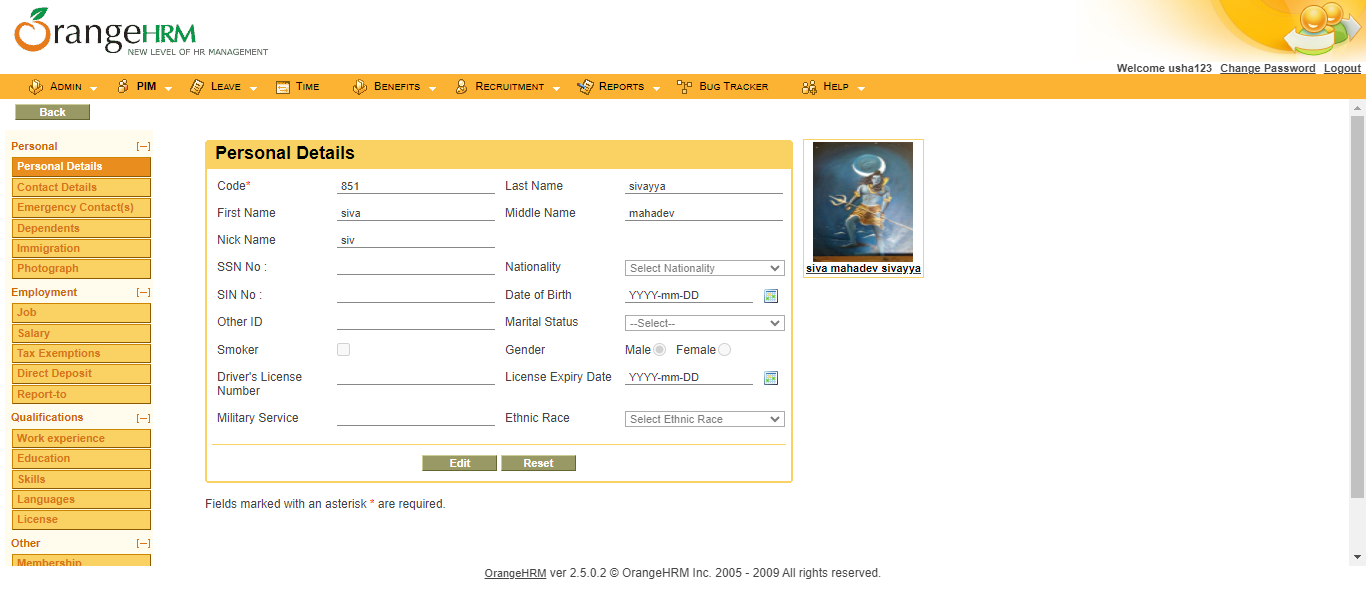 OrangeHRM
NEW LEVEL OF HR MANAGEMENT
Welcome usha123 Change Password Logout
ADMIN PIM LEAVE TIME BENEFITS RECRUITMENT REPORTS BUG TRACKER HELP
Back
Personal [–]
Personal Details
Contact Details
Emergency Contact(s)
Dependents
Immigration
Photograph
Employment [–]
Job
Salary
Tax Exemptions
Direct Deposit
Report-to
Qualifications [–]
Work experience
Education
Skills
Languages
License
Other [–]
Membership
Personal Details
Code* 851 Last Name sivayya
First Name siva Middle Name mahadev
Nick Name siv
SSN No : Nationality Select Nationality
SIN No : Date of Birth YYYY-mm-DD
Other ID Marital Status --Select--
Smoker Gender Male Female
Driver's License Number License Expiry Date YYYY-mm-DD
Military Service Ethnic Race Select Ethnic Race
Edit Reset
Fields marked with an asterisk * are required.
siva mahadev sivayya
OrangeHRM ver 2.5.0.2 © OrangeHRM Inc. 2005 - 2009 All rights reserved.